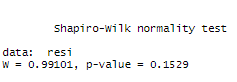 Shapiro-Wilk normality test
data:  resi
W = 0.99101, p-value = 0.1529